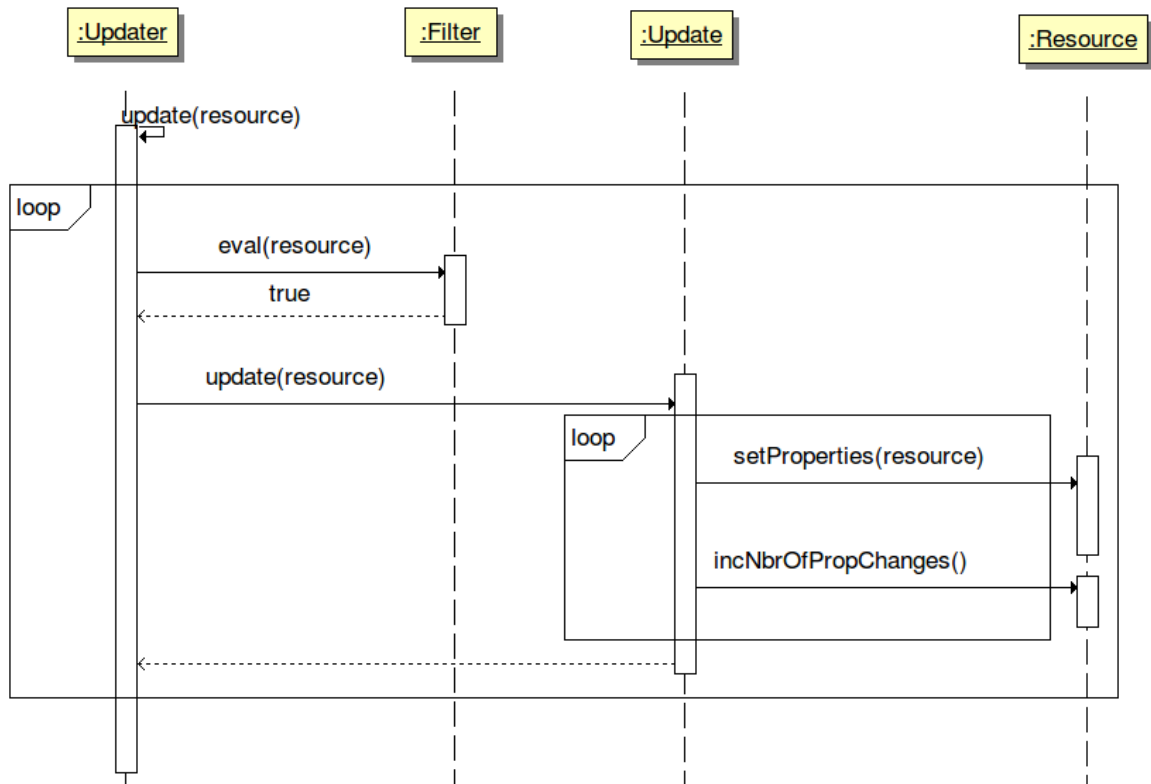 :Updater
:Filter
:Update
:Resource
update(resource)
loop
eval(resource)
true
update(resource)
loop
setProperties(resource)
incNbrOfPropChanges()